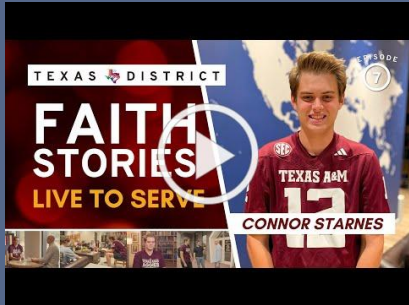 TEXAS DISTRICT
EPISODE
7
FAITH
STORIES
LIVE TO SERVE
SEC
TEXAS A&M
12
CONNOR STARNES